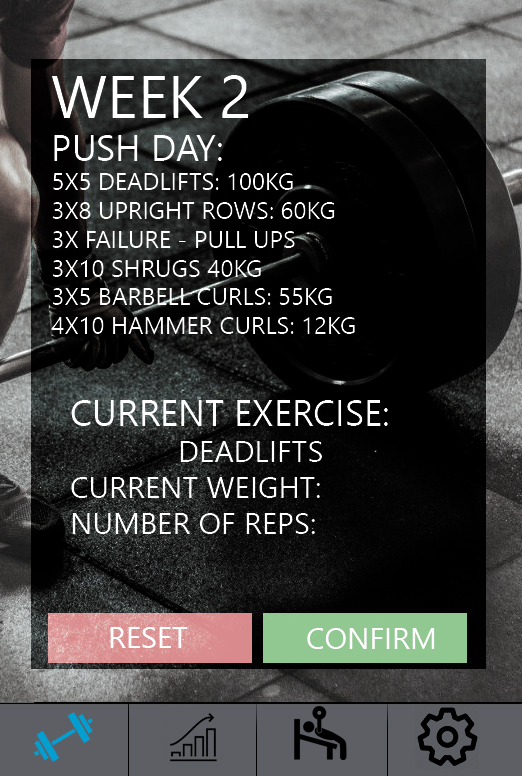 WEEK 2
PUSH DAY:
5X5 DEADLIFTS: 100KG
3X8 UPRIGHT ROWS: 60KG
3X FAILURE - PULL UPS
3X10 SHRUGS 40KG
3X5 BARBELL CURLS: 55KG
4X10 HAMMER CURLS: 12KG
CURRENT EXERCISE:
DEADLIFTS
CURRENT WEIGHT:
NUMBER OF REPS:
RESET CONFIRM